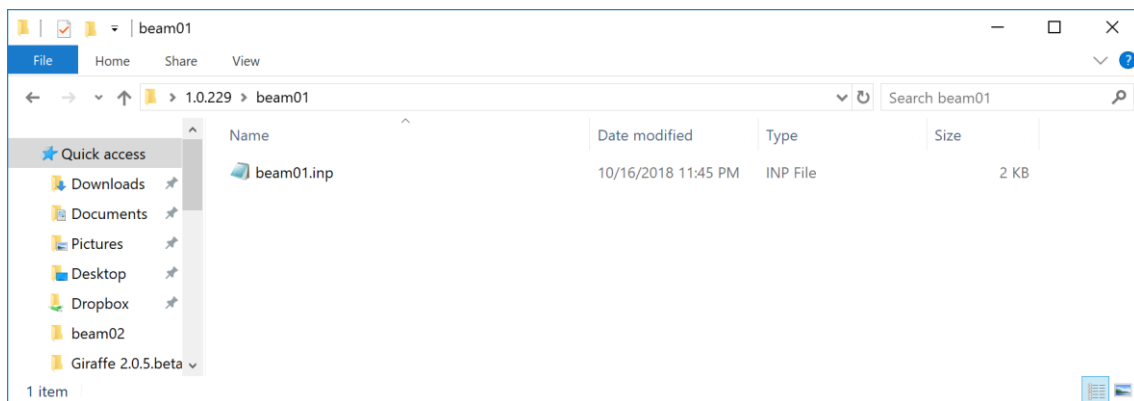 beam01
File Home Share View
1.0.229 > beam01 Search beam01
Name Date modified Type Size
Quick access
beam01.inp 10/16/2018 11:45 PM INP File 2 KB
Downloads
Documents
Pictures
Desktop
Dropbox
beam02
Giraffe 2.0.5.beta
1 item